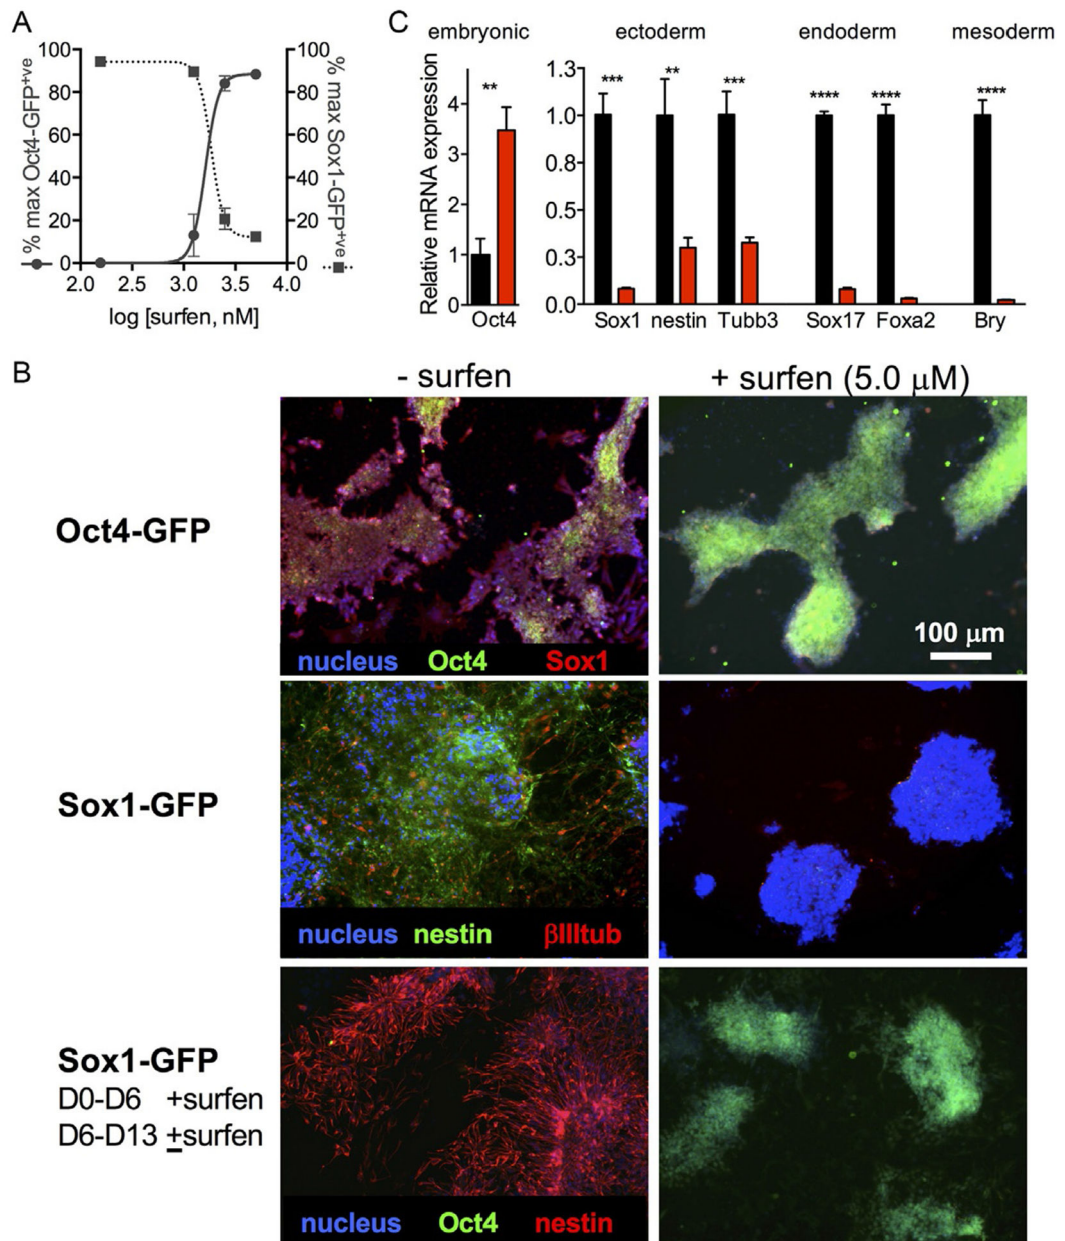 A
100
80
60
40
20
0
% max Oct4-GFP+ve
100
80
60
40
20
0
% max Sox1-GFP+ve
2.0 2.5 3.0 3.5 4.0
log [surfen, nM]
C
embryonic ectoderm endoderm mesoderm
Relative mRNA expression
4
3
2
1
0
**
Oct4
1.3
1.0
0.8
0.5
0.3
0.0
*** ** *** **** **** ****
Sox1 nestin Tubb3 Sox17 Foxa2 Bry
B
- surfen + surfen (5.0 μM)
Oct4-GFP
nucleus Oct4 Sox1
100 μm
Sox1-GFP
nucleus nestin βIIItub
Sox1-GFP
D0-D6 +surfen
D6-D13 ±surfen
nucleus Oct4 nestin